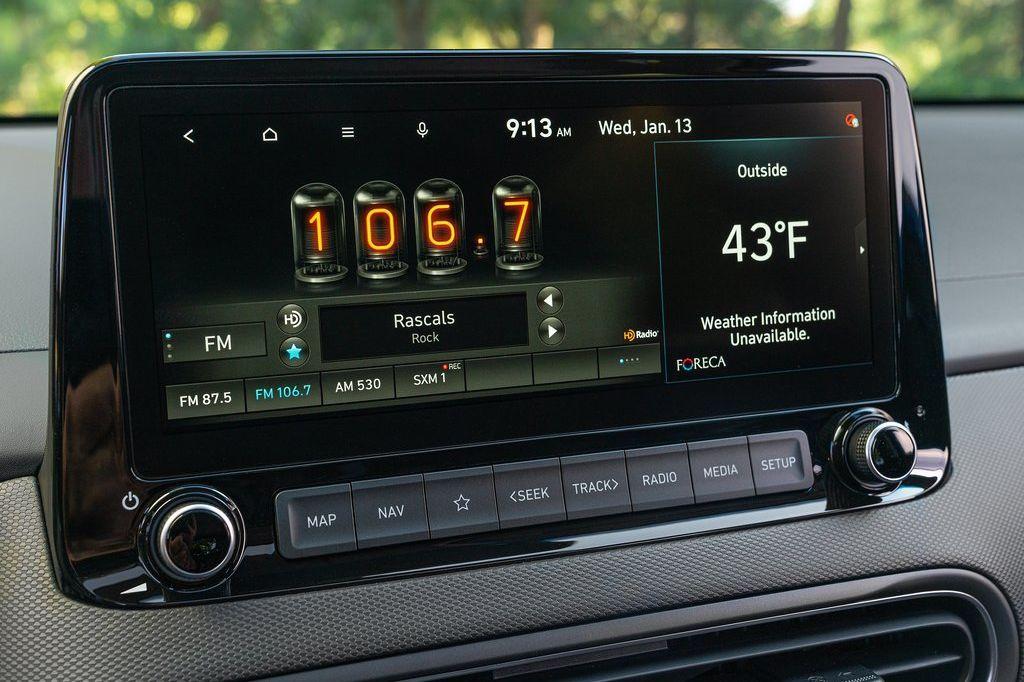 9:13 AM Wed, Jan. 13
106.7
Outside
43°F
Weather Information
Unavailable.
FORECA
HD
Rascals
Rock
HD Radio
FM
FM 87.5
FM 106.7
AM 530
SXM 1 REC
MAP
NAV
<SEEK
TRACK>
RADIO
MEDIA
SETUP